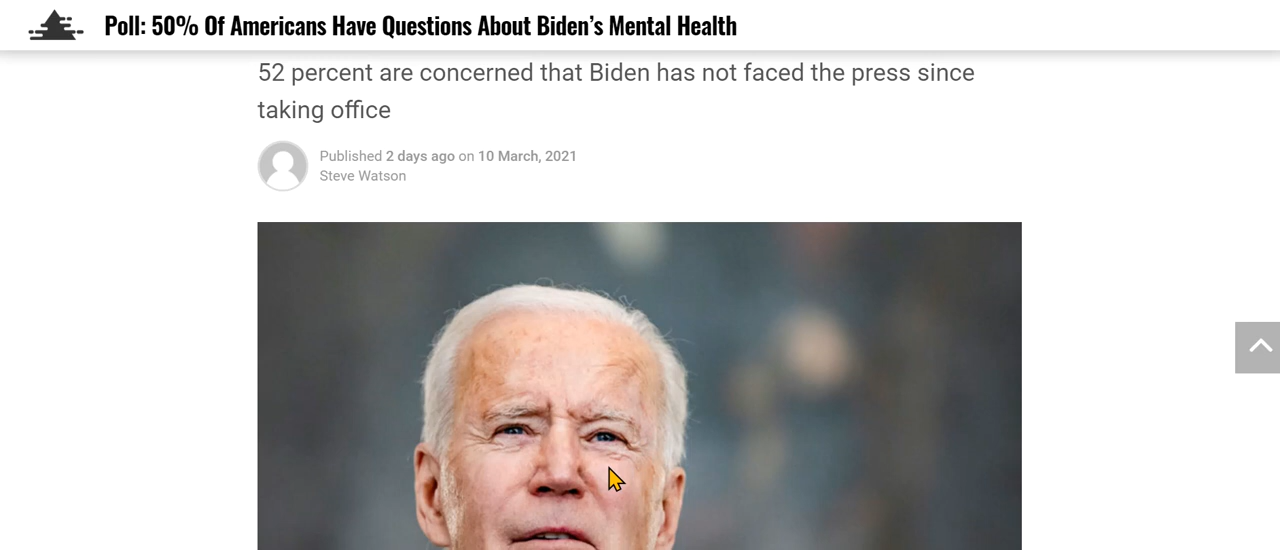 Poll: 50% Of Americans Have Questions About Biden’s Mental Health
52 percent are concerned that Biden has not faced the press since
taking office
Published 2 days ago on 10 March, 2021
Steve Watson